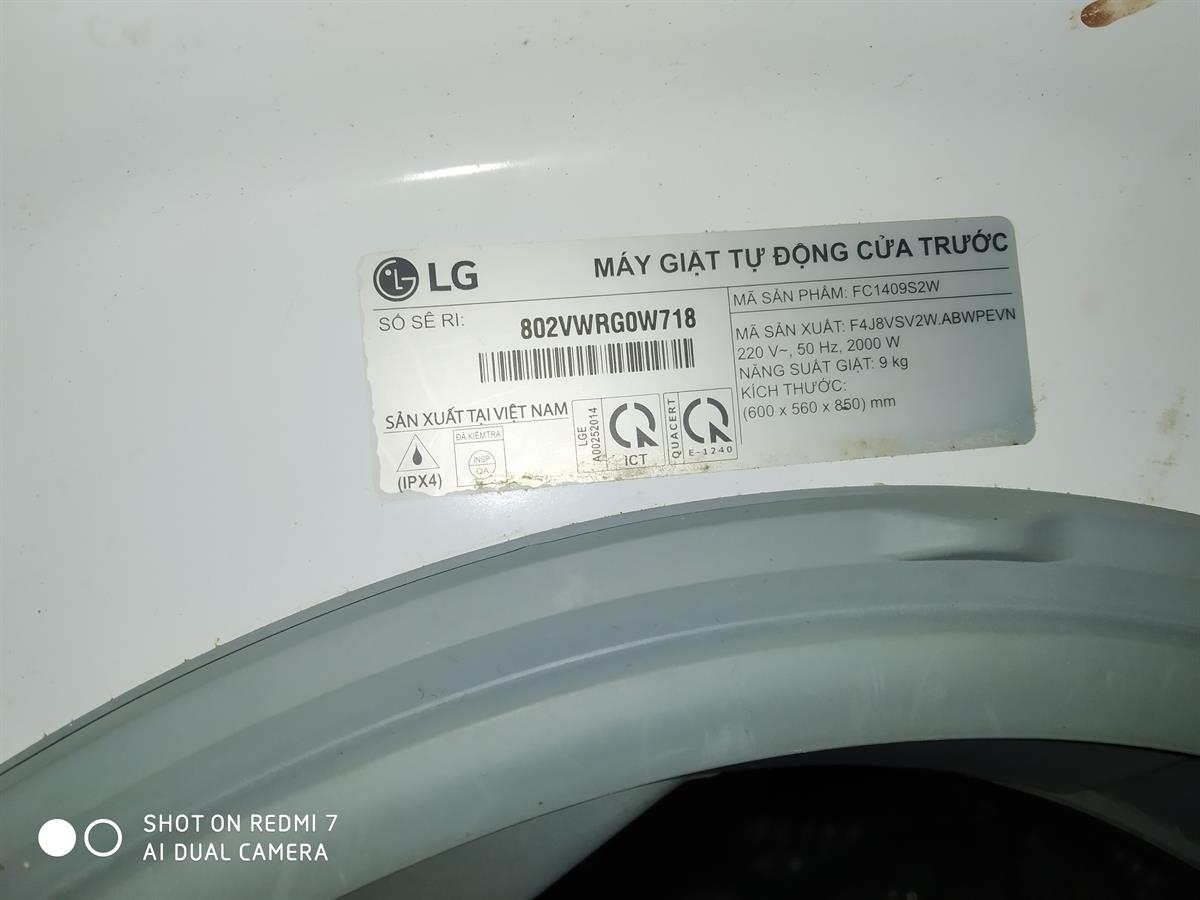 LG
MÁY GIẶT TỰ ĐỘNG CỬA TRƯỚC
SỐ SÊ RI: 802VWRG0W718
MÃ SẢN PHẨM: FC1409S2W
MÃ SẢN XUẤT: F4J8VSV2W.ABWPEVN
220 V~, 50 Hz, 2000 W
NĂNG SUẤT GIẶT: 9 kg
KÍCH THƯỚC:
(600 x 560 x 850) mm
SẢN XUẤT TẠI VIỆT NAM
(IPX4)
ĐÃ KIỂM TRA
INSP
QA
LGE
A00252014
ICT
QUACERT
E-1240
SHOT ON REDMI 7
AI DUAL CAMERA